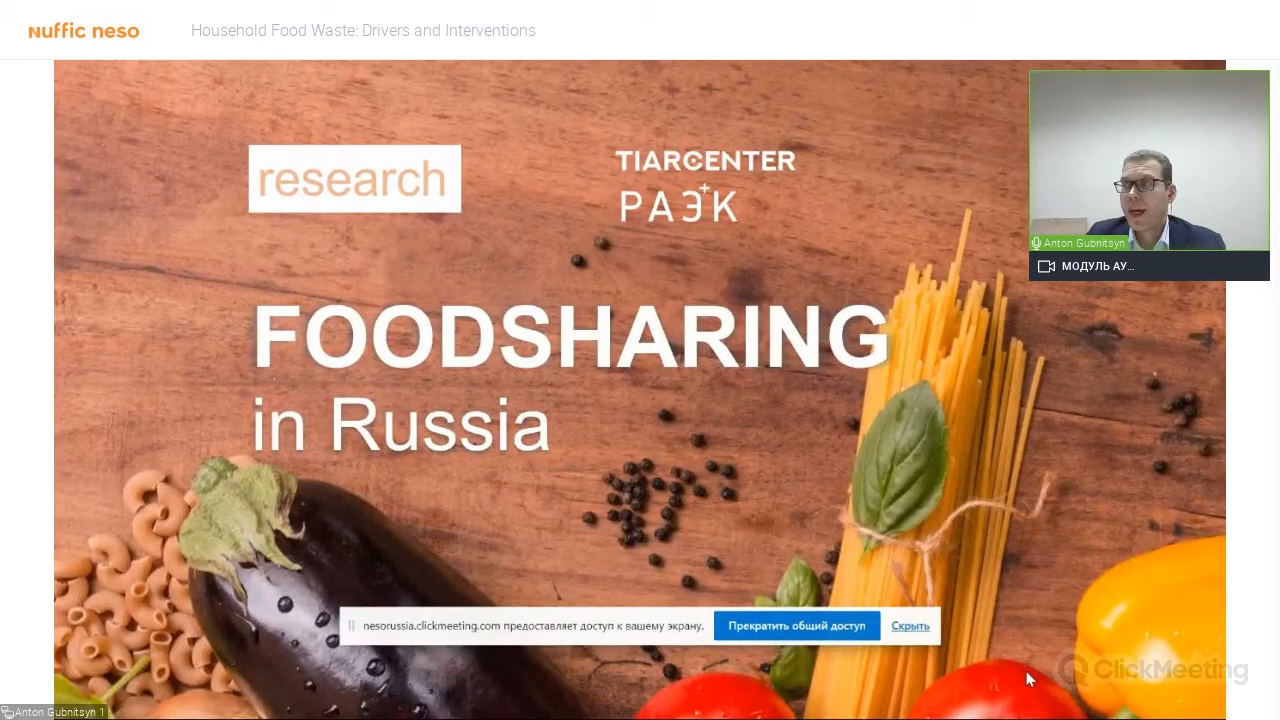 nuffic neso
Household Food Waste: Drivers and Interventions
research
TIARCENTER
РАЭК
FOODSHARING
in Russia
Anton Gubnitsyn
МОДУЛЬ АУ...
nesorussia.clickmeeting.com предоставляет доступ к вашему экрану.
Прекратить общий доступ
Скрыть
ClickMeeting
Anton Gubnitsyn 1